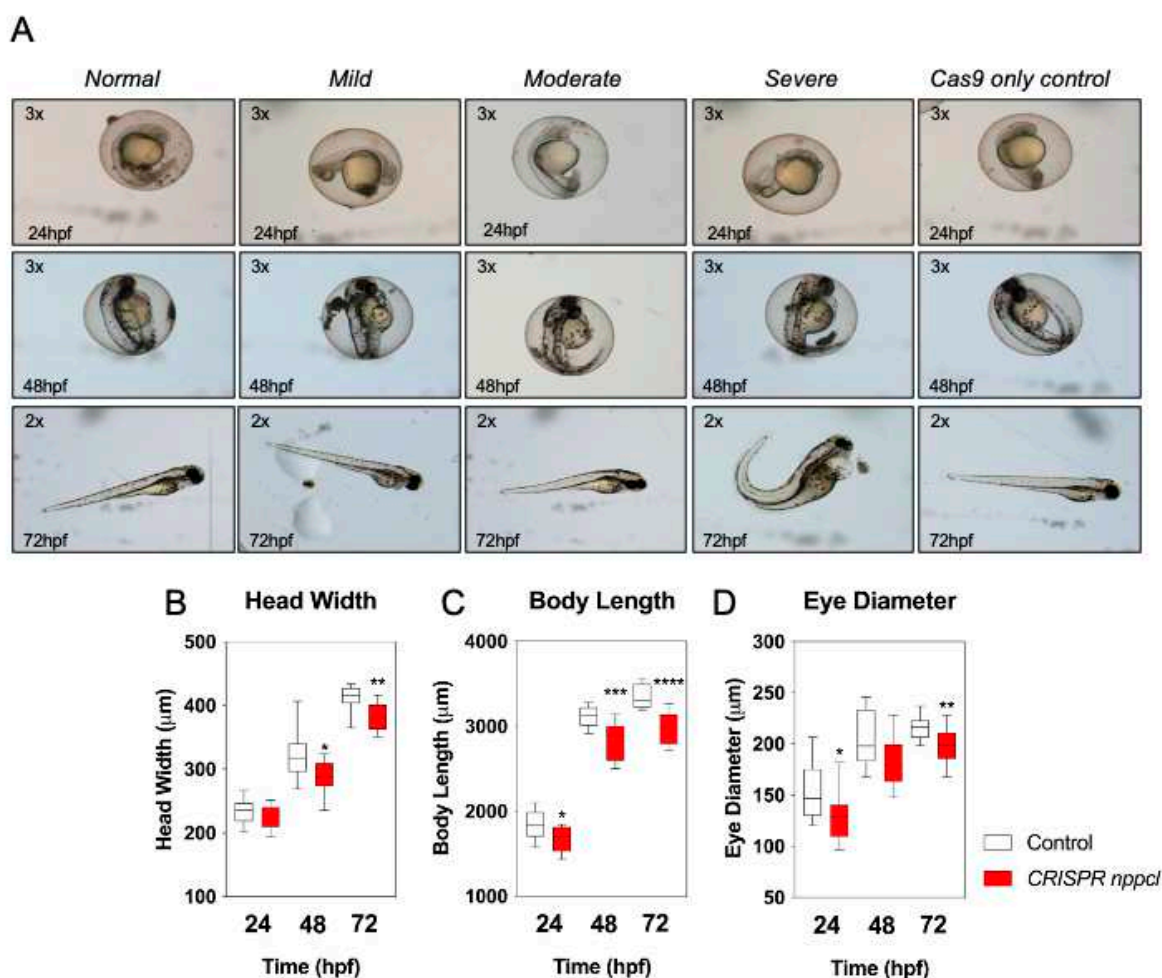 A
Normal Mild Moderate Severe Cas9 only control
3x 3x 3x 3x 3x
24hpf 24hpf 24hpf 24hpf 24hpf
3x 3x 3x 3x 3x
48hpf 48hpf 48hpf 48hpf 48hpf
2x 2x 2x 2x 2x
72hpf 72hpf 72hpf 72hpf 72hpf
B Head Width
500
400
300
200
100
Head Width (μm)
* **
24 48 72
Time (hpf)
C Body Length
4000
3000
2000
1000
Body Length (μm)
* *** ****
24 48 72
Time (hpf)
D Eye Diameter
300
250
200
150
100
50
Eye Diameter (μm)
* **
24 48 72
Time (hpf)
Control
CRISPR nppcl